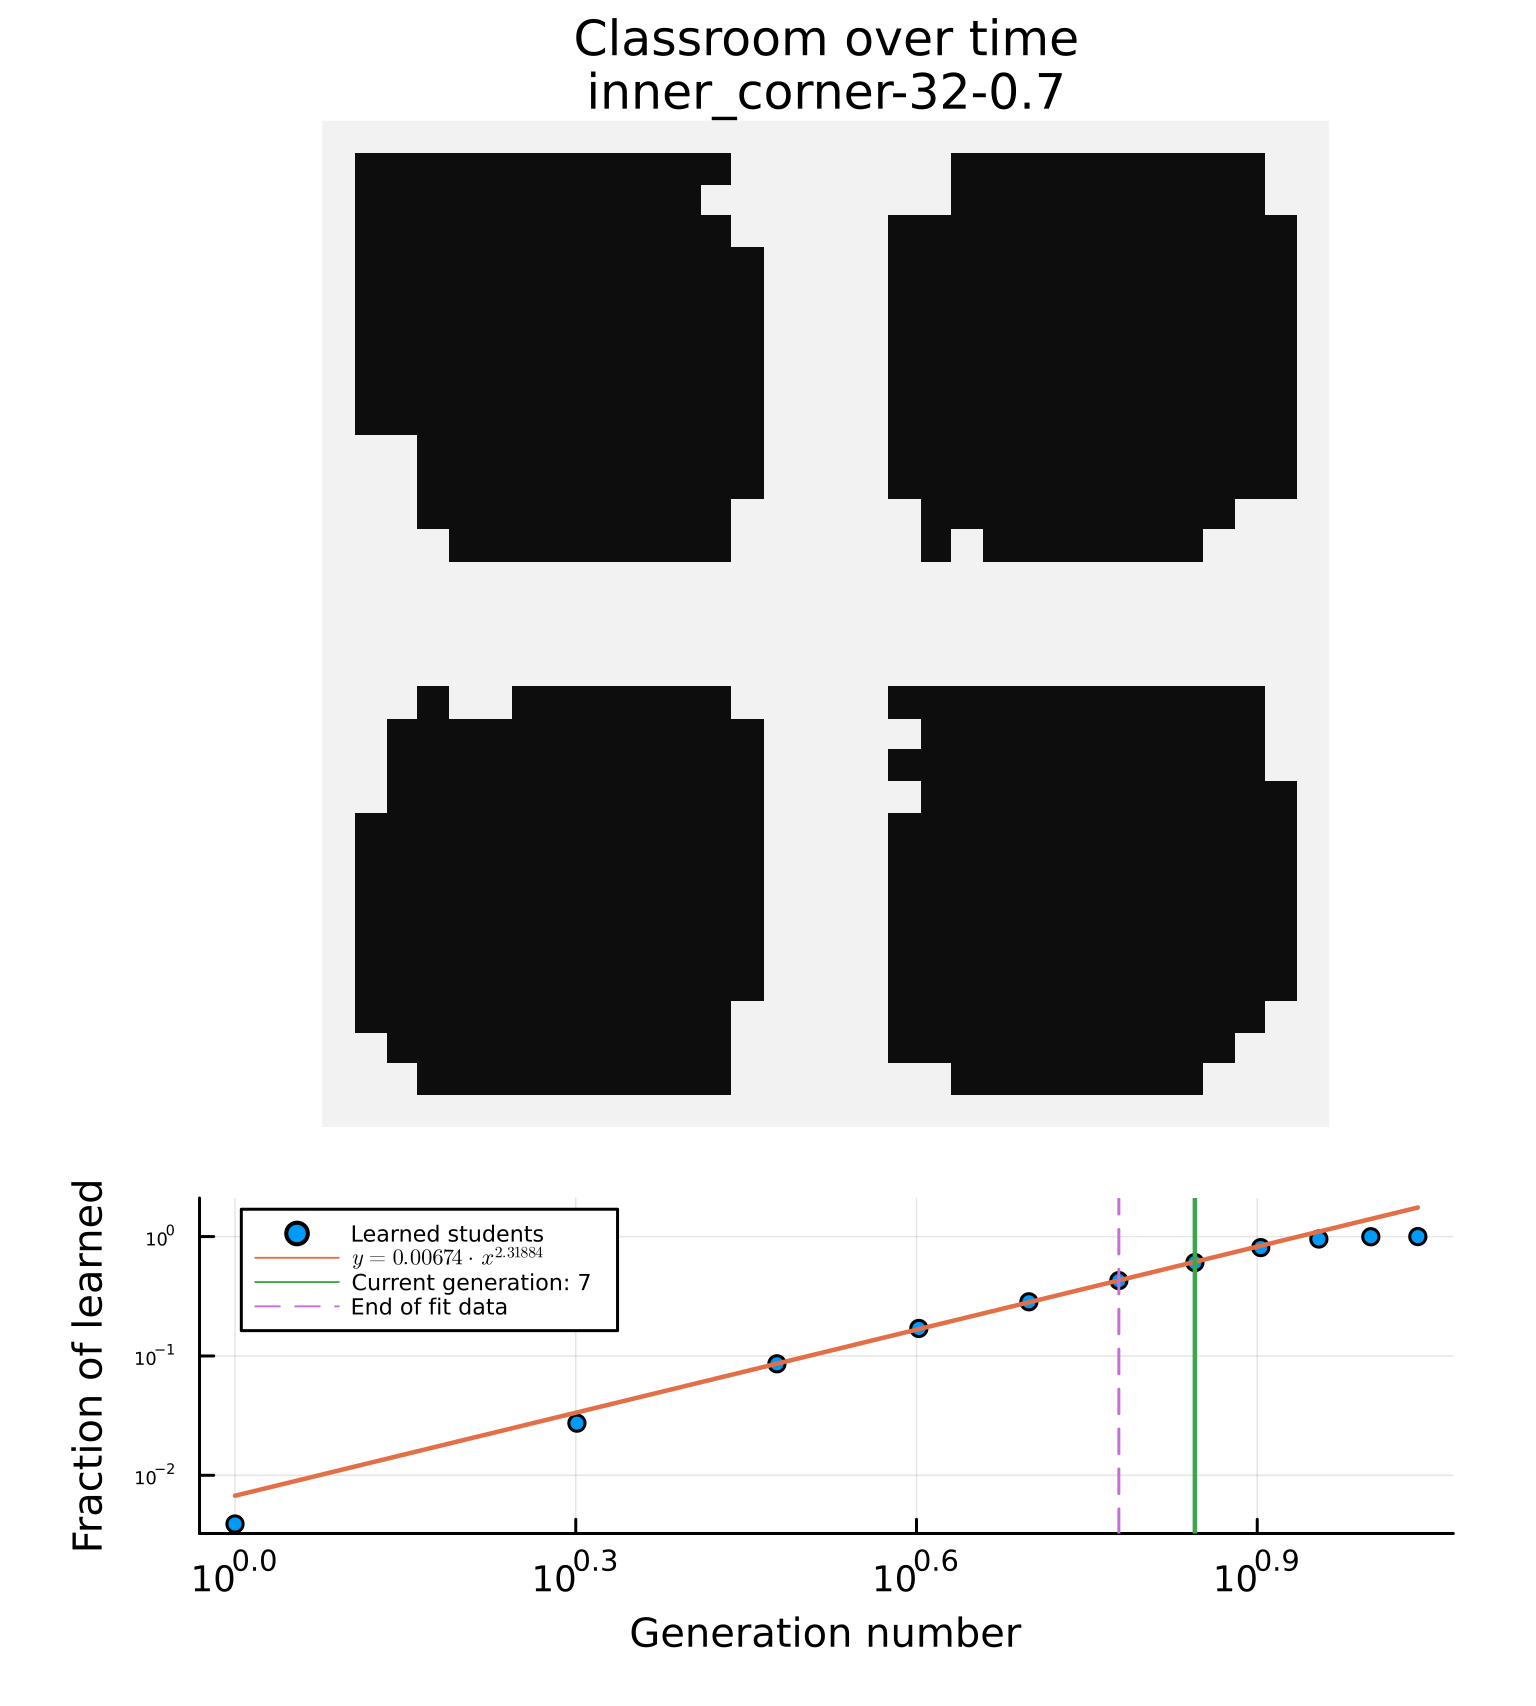 Classroom over time
inner_corner-32-0.7
Fraction of learned
10^0
10^-1
10^-2
Learned students
y = 0.00674 · x^2.31884
Current generation: 7
End of fit data
10^0.0 10^0.3 10^0.6 10^0.9
Generation number